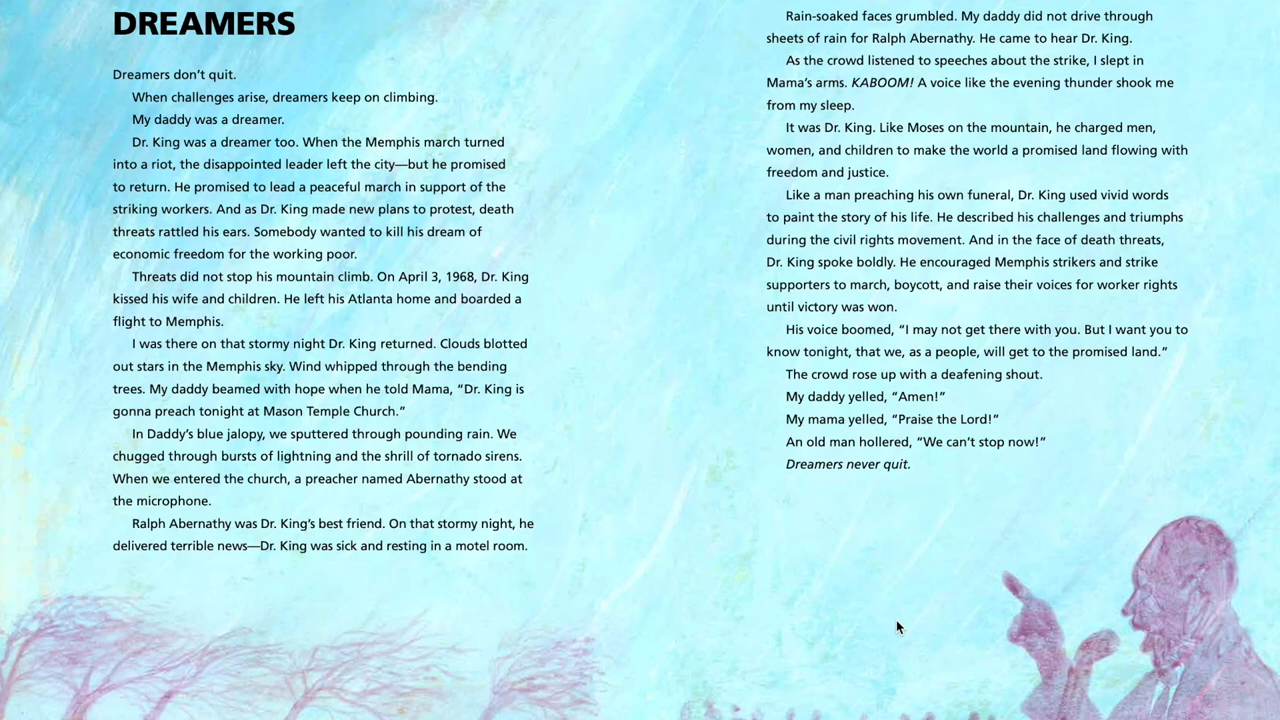 DREAMERS
Dreamers don’t quit.
When challenges arise, dreamers keep on climbing.
My daddy was a dreamer.
Dr. King was a dreamer too. When the Memphis march turned
into a riot, the disappointed leader left the city—but he promised
to return. He promised to lead a peaceful march in support of the
striking workers. And as Dr. King made new plans to protest, death
threats rattled his ears. Somebody wanted to kill his dream of
economic freedom for the working poor.
Threats did not stop his mountain climb. On April 3, 1968, Dr. King
kissed his wife and children. He left his Atlanta home and boarded a
flight to Memphis.
I was there on that stormy night Dr. King returned. Clouds blotted
out stars in the Memphis sky. Wind whipped through the bending
trees. My daddy beamed with hope when he told Mama, “Dr. King is
gonna preach tonight at Mason Temple Church.”
In Daddy’s blue jalopy, we sputtered through pounding rain. We
chugged through bursts of lightning and the shrill of tornado sirens.
When we entered the church, a preacher named Abernathy stood at
the microphone.
Ralph Abernathy was Dr. King’s best friend. On that stormy night, he
delivered terrible news—Dr. King was sick and resting in a motel room.
Rain-soaked faces grumbled. My daddy did not drive through
sheets of rain for Ralph Abernathy. He came to hear Dr. King.
As the crowd listened to speeches about the strike, I slept in
Mama’s arms. KABOOM! A voice like the evening thunder shook me
from my sleep.
It was Dr. King. Like Moses on the mountain, he charged men,
women, and children to make the world a promised land flowing with
freedom and justice.
Like a man preaching his own funeral, Dr. King used vivid words
to paint the story of his life. He described his challenges and triumphs
during the civil rights movement. And in the face of death threats,
Dr. King spoke boldly. He encouraged Memphis strikers and strike
supporters to march, boycott, and raise their voices for worker rights
until victory was won.
His voice boomed, “I may not get there with you. But I want you to
know tonight, that we, as a people, will get to the promised land.”
The crowd rose up with a deafening shout.
My daddy yelled, “Amen!”
My mama yelled, “Praise the Lord!”
An old man hollered, “We can’t stop now!”
Dreamers never quit.